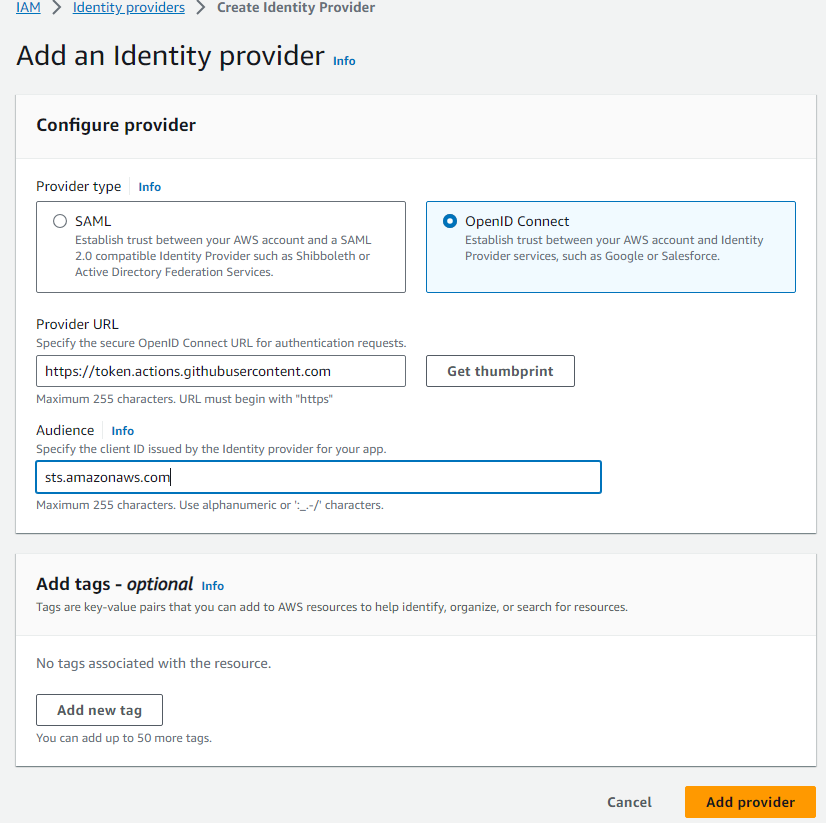 IAM > Identity providers > Create Identity Provider
Add an Identity provider Info
Configure provider
Provider type Info
SAML
Establish trust between your AWS account and a SAML
2.0 compatible Identity Provider such as Shibboleth or
Active Directory Federation Services.
OpenID Connect
Establish trust between your AWS account and Identity
Provider services, such as Google or Salesforce.
Provider URL
Specify the secure OpenID Connect URL for authentication requests.
https://token.actions.githubusercontent.com
Get thumbprint
Maximum 255 characters. URL must begin with "https"
Audience Info
Specify the client ID issued by the Identity provider for your app.
sts.amazonaws.com
Maximum 255 characters. Use alphanumeric or ':_.-/' characters.
Add tags - optional Info
Tags are key-value pairs that you can add to AWS resources to help identify, organize, or search for resources.
No tags associated with the resource.
Add new tag
You can add up to 50 more tags.
Cancel
Add provider